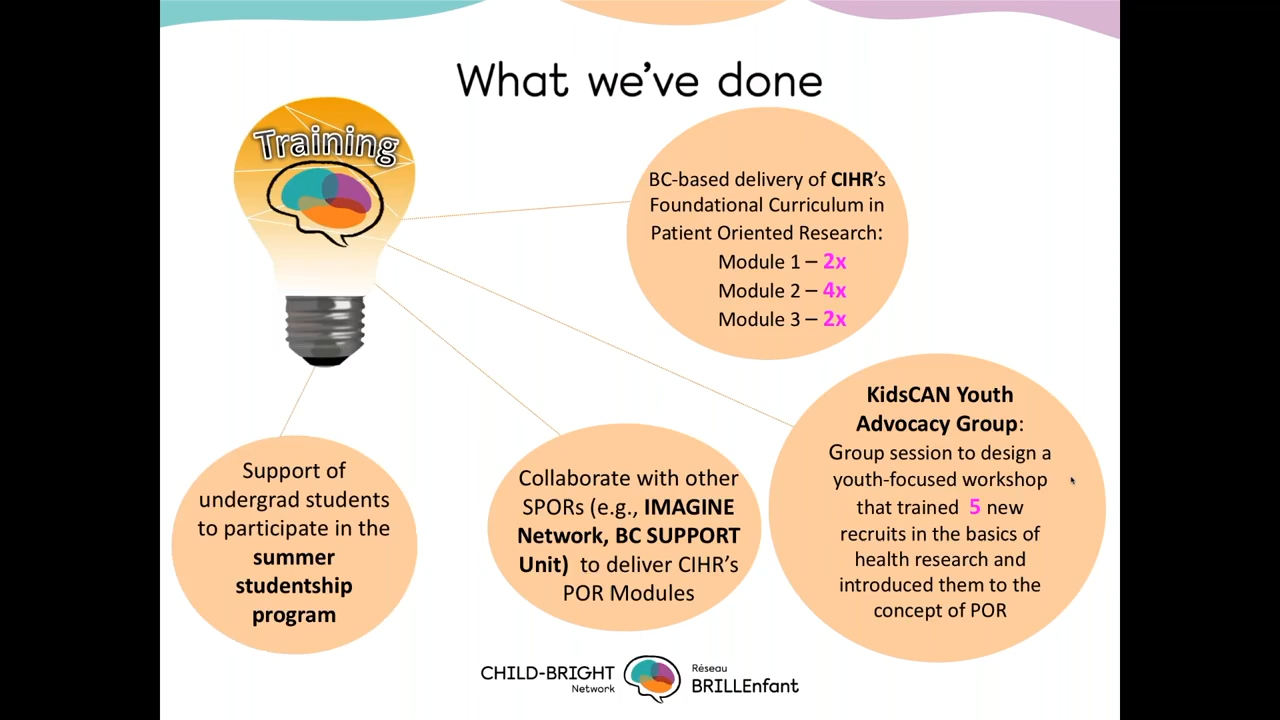 What we've done
Training
BC-based delivery of CIHR's
Foundational Curriculum in
Patient Oriented Research:
Module 1 – 2x
Module 2 – 4x
Module 3 – 2x
KidsCAN Youth
Advocacy Group:
Group session to design a
youth-focused workshop
that trained 5 new
recruits in the basics of
health research and
introduced them to the
concept of POR
Collaborate with other
SPORs (e.g., IMAGINE
Network, BC SUPPORT
Unit) to deliver CIHR's
POR Modules
Support of
undergrad students
to participate in the
summer
studentship
program
CHILD-BRIGHT
Network
Réseau
BRILLEnfant